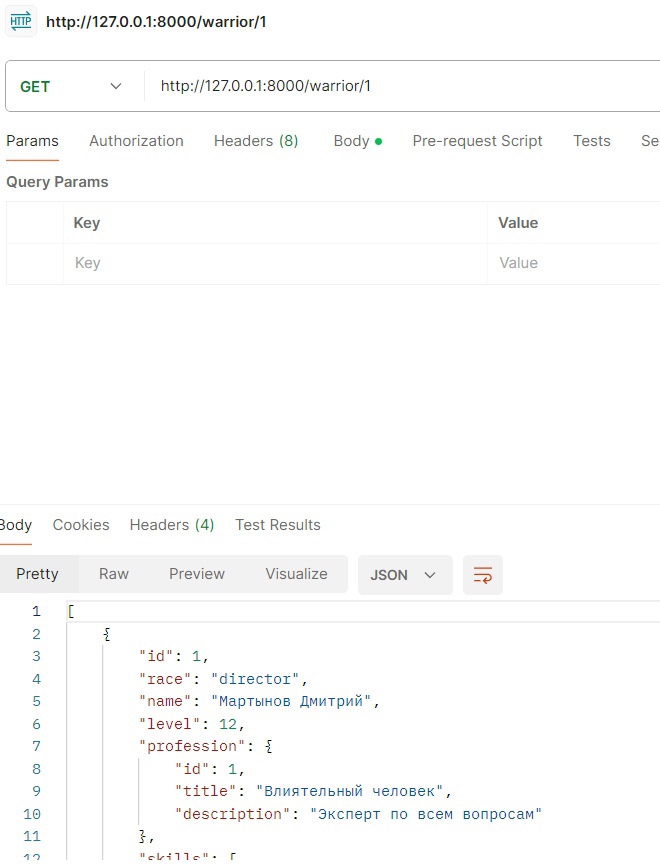 HTTP http://127.0.0.1:8000/warrior/1
GET http://127.0.0.1:8000/warrior/1
Params Authorization Headers (8) Body Pre-request Script Tests Se
Query Params
Key Value
Key Value
Body Cookies Headers (4) Test Results
Pretty Raw Preview Visualize JSON
1 [
2 {
3 "id": 1,
4 "race": "director",
5 "name": "Мартынов Дмитрий",
6 "level": 12,
7 "profession": {
8 "id": 1,
9 "title": "Влиятельный человек",
10 "description": "Эксперт по всем вопросам"
11 },
12 "skills": [